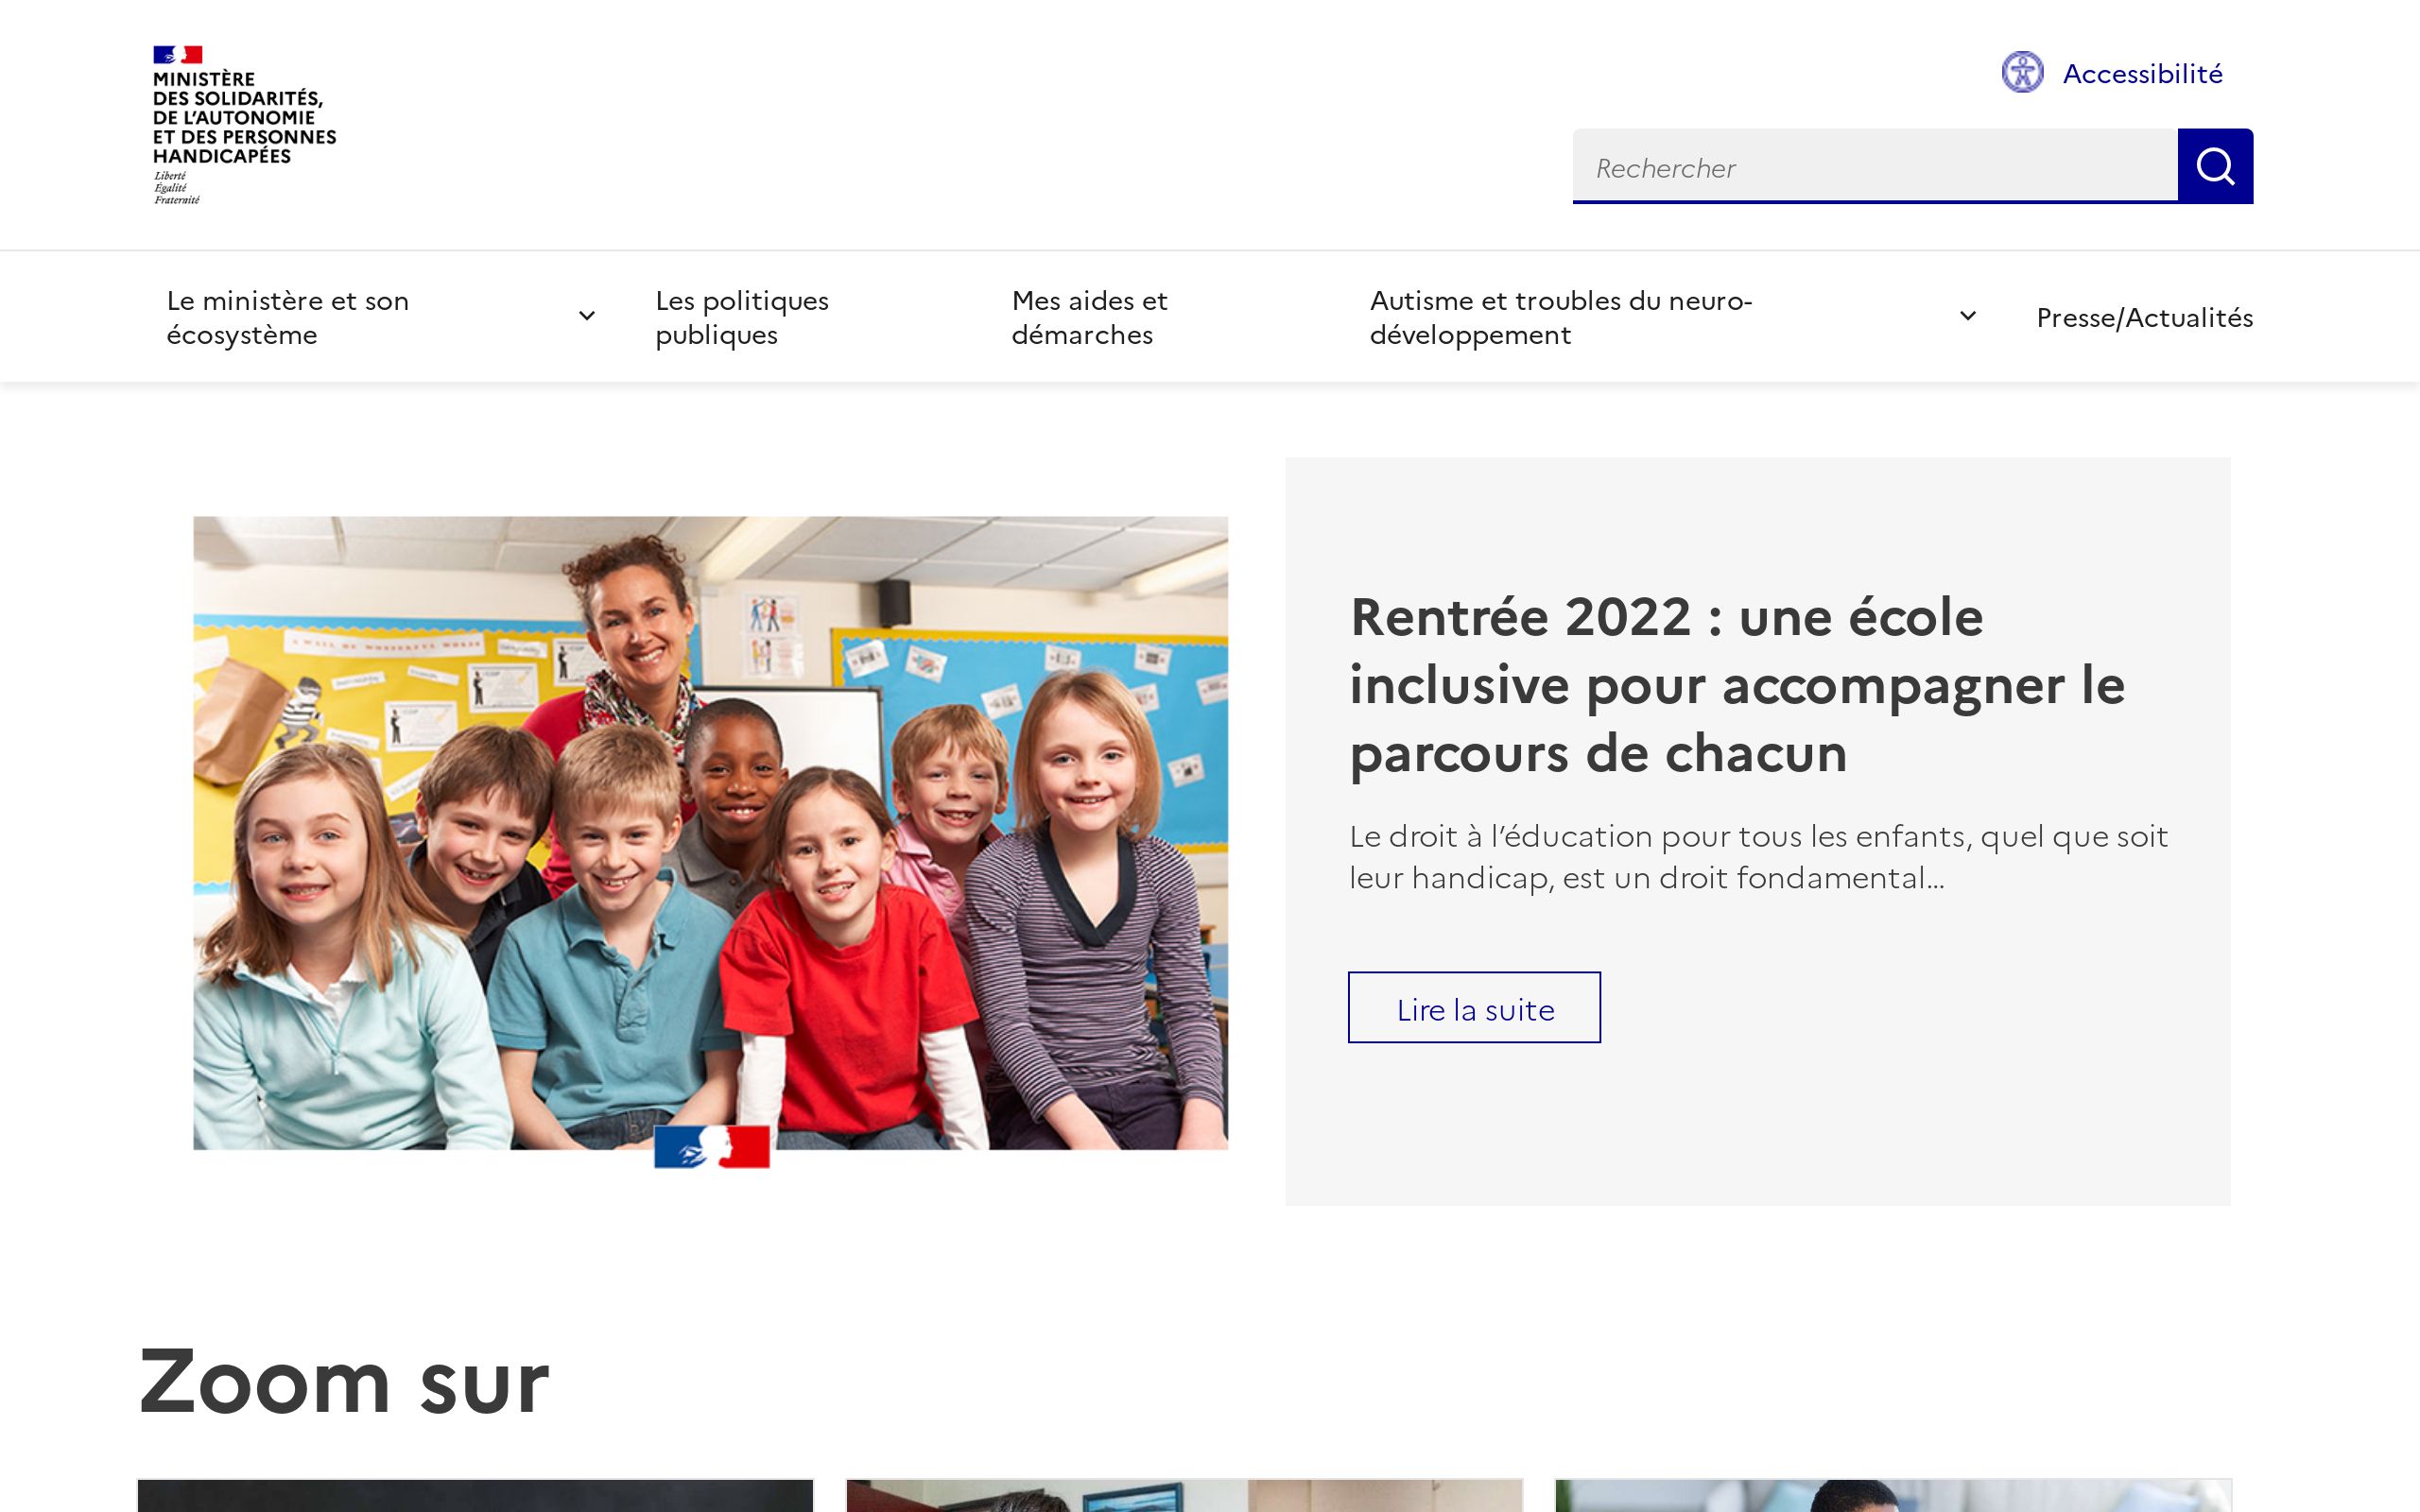 MINISTÈRE
DES SOLIDARITÉS,
DE L'AUTONOMIE
ET DES PERSONNES
HANDICAPÉES
Liberté
Égalité
Fraternité
Accessibilité
Rechercher
Le ministère et son
écosystème
Les politiques
publiques
Mes aides et
démarches
Autisme et troubles du neuro-
développement
Presse/Actualités
Rentrée 2022 : une école
inclusive pour accompagner le
parcours de chacun
Le droit à l’éducation pour tous les enfants, quel que soit
leur handicap, est un droit fondamental...
Lire la suite
Zoom sur